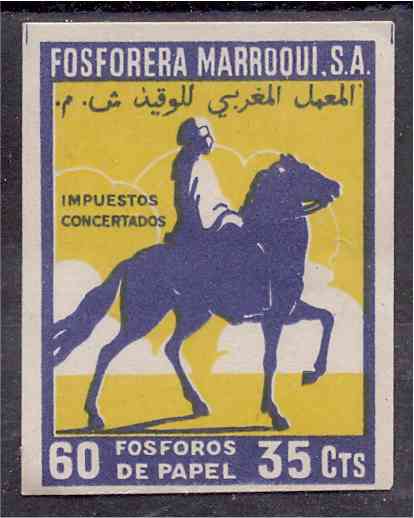 FOSFORERA MARROQUI, S.A.
المعمل المغربي للوقيد ش. م.
IMPUESTOS
CONCERTADOS
60 FOSFOROS DE PAPEL 35 CTS